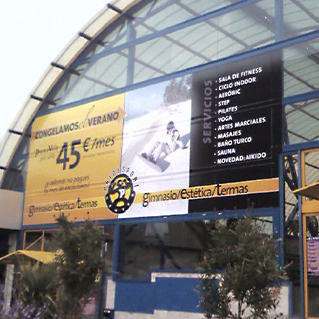 CONGELAMOS el VERANO
45€/mes
gimnasio/estética/termas
SERVICIOS
- SALA DE FITNESS
- CICLO INDOOR
- AERÓBIC
- STEP
- PILATES
- YOGA
- ARTES MARCIALES
- MASAJES
- BAÑO TURCO
- SAUNA
- NOVEDAD: AIKIDO
gimnasio/estética/termas